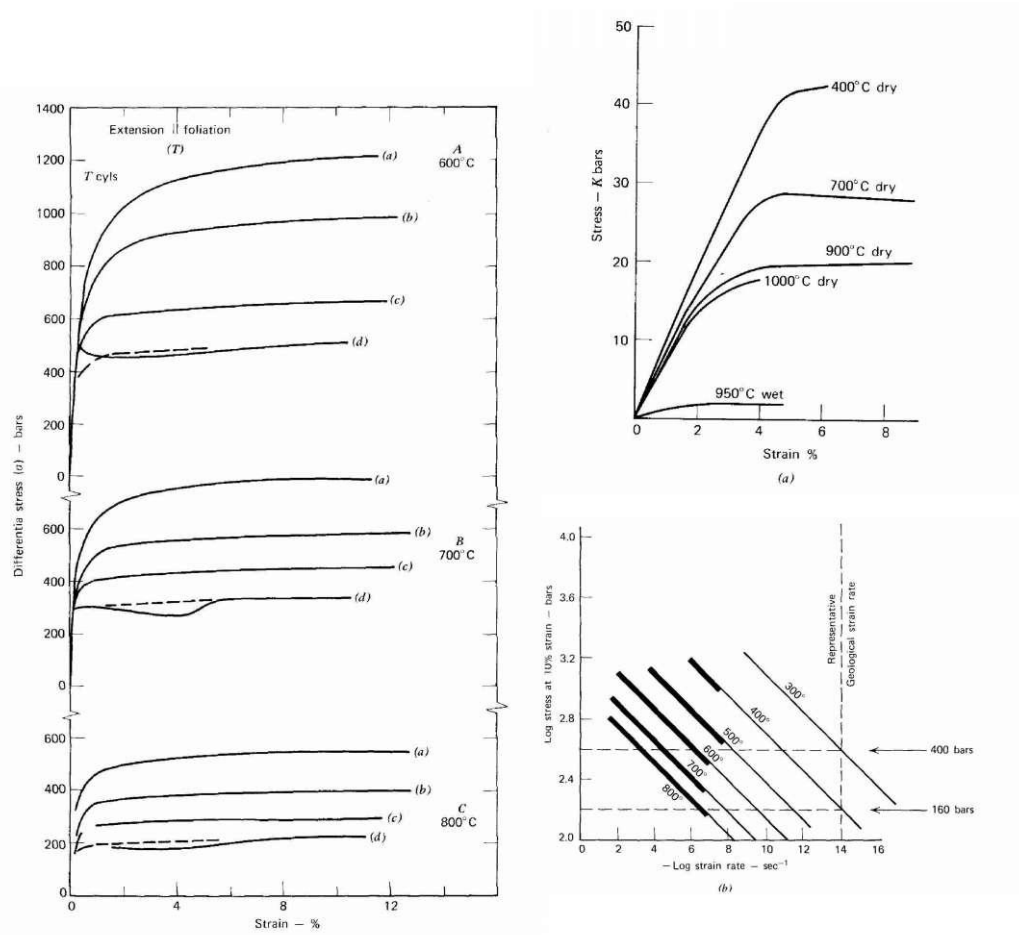 1400
1200
1000
800
600
400
200
0
600
400
200
0
600
400
200
0
Differentia stress (σ) – bars
Extension || foliation
(T)
T cyls
A
600°C
(a)
(b)
(c)
(d)
B
700°C
(a)
(b)
(c)
(d)
C
800°C
(a)
(b)
(c)
(d)
0
4
8
12
Strain – %
50
40
30
20
10
0
Stress – K bars
400°C dry
700°C dry
900°C dry
1000°C dry
950°C wet
2
4
6
8
Strain %
(a)
4.0
3.6
3.2
2.8
2.4
2.0
Log stress at 10% strain – bars
Representative
Geological strain rate
300°
400°
500°
600°
700°
800°
400 bars
160 bars
0
2
4
6
8
10
12
14
16
– Log strain rate – sec⁻¹
(b)